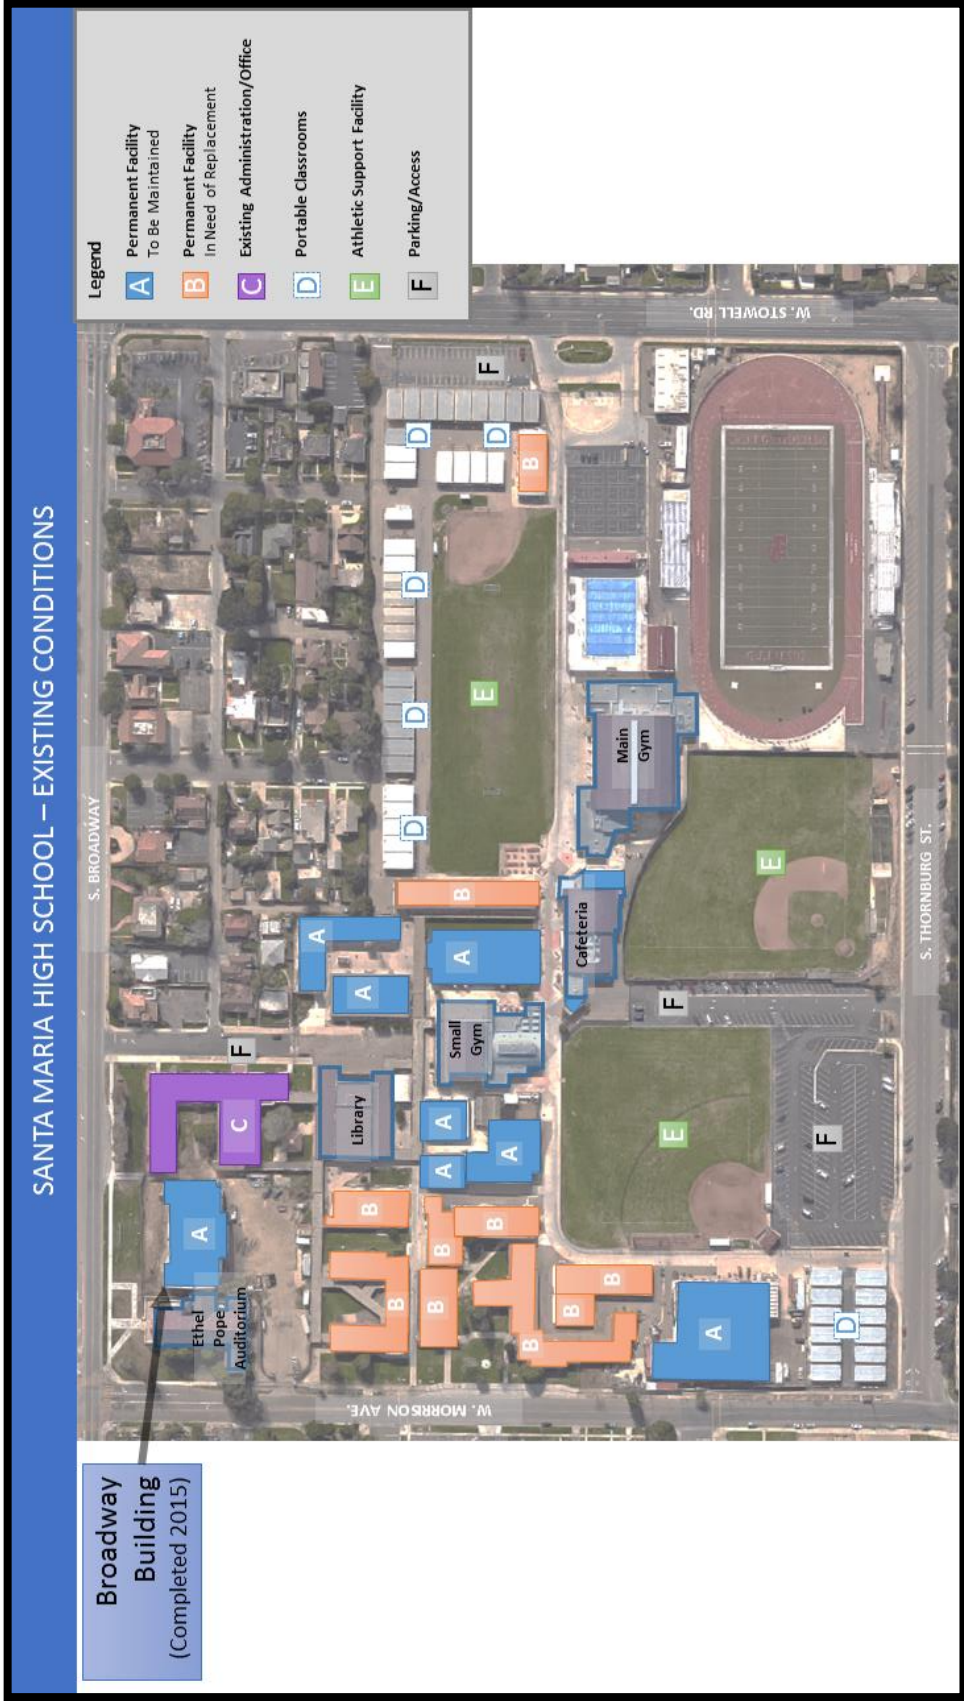 SANTA MARIA HIGH SCHOOL – EXISTING CONDITIONS
Legend
A
Permanent Facility
To Be Maintained
B
Permanent Facility
In Need of Replacement
C
Existing Administration/Office
D
Portable Classrooms
E
Athletic Support Facility
F
Parking/Access
Broadway
Building
(Completed 2015)
S. BROADWAY
W. MORRISON AVE.
W. STOWELL RD.
S. THORNBURG ST.
Ethel
Pope
Auditorium
A
C
F
Library
A
A
B
B
B
B
B
B
B
B
A
A
A
Small
Gym
A
B
D
D
D
D
D
F
B
E
Cafeteria
Main
Gym
E
F
E
F
A
D